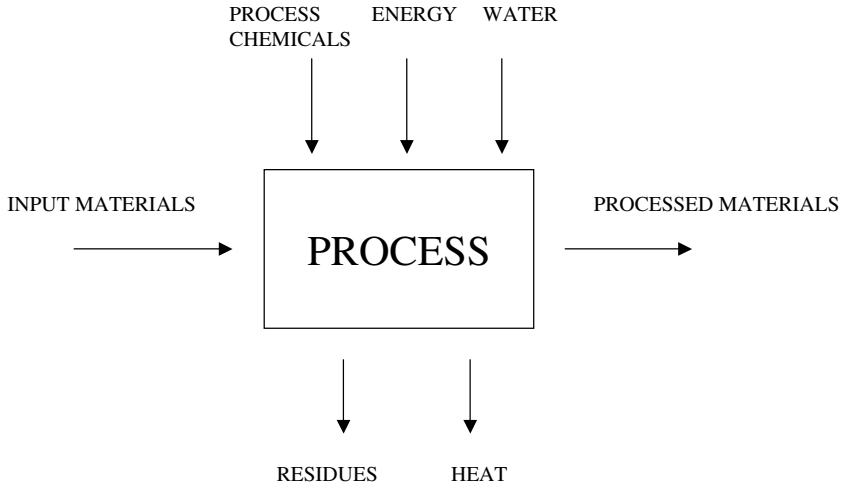 PROCESS
CHEMICALS
ENERGY
WATER
INPUT MATERIALS
PROCESSED MATERIALS
PROCESS
RESIDUES
HEAT